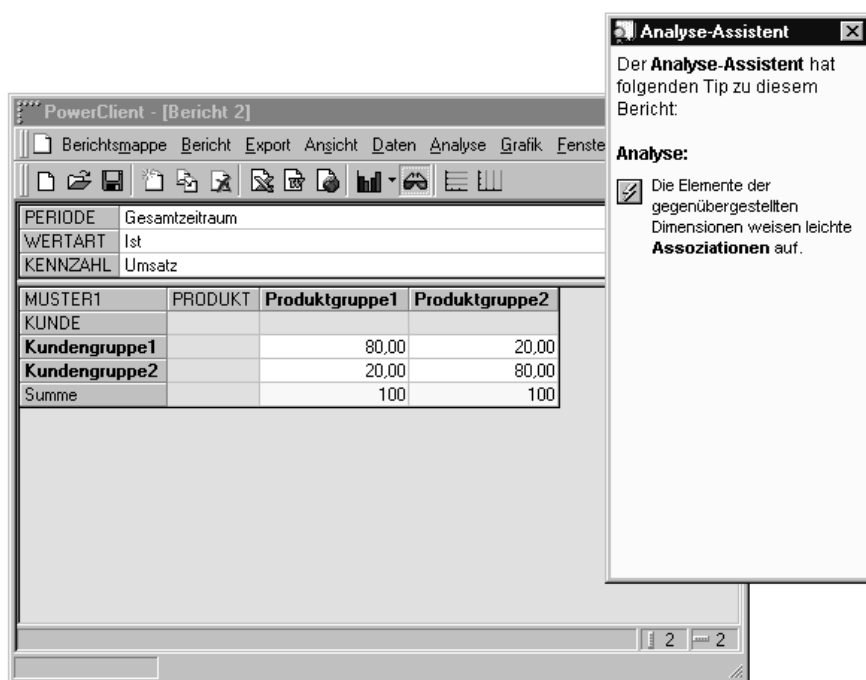 Analyse-Assistent
Der Analyse-Assistent hat
folgenden Tip zu diesem
Bericht:
Analyse:
Die Elemente der
gegenübergestellten
Dimensionen weisen leichte
Assoziationen auf.
PowerClient - [Bericht 2]
Berichtsmappe Bericht Export Ansicht Daten Analyse Grafik Fenste
PERIODE Gesamtzeitraum
WERTART Ist
KENNZAHL Umsatz
MUSTER1 PRODUKT Produktgruppe1 Produktgruppe2
KUNDE
Kundengruppe1 80,00 20,00
Kundengruppe2 20,00 80,00
Summe 100 100
2 2